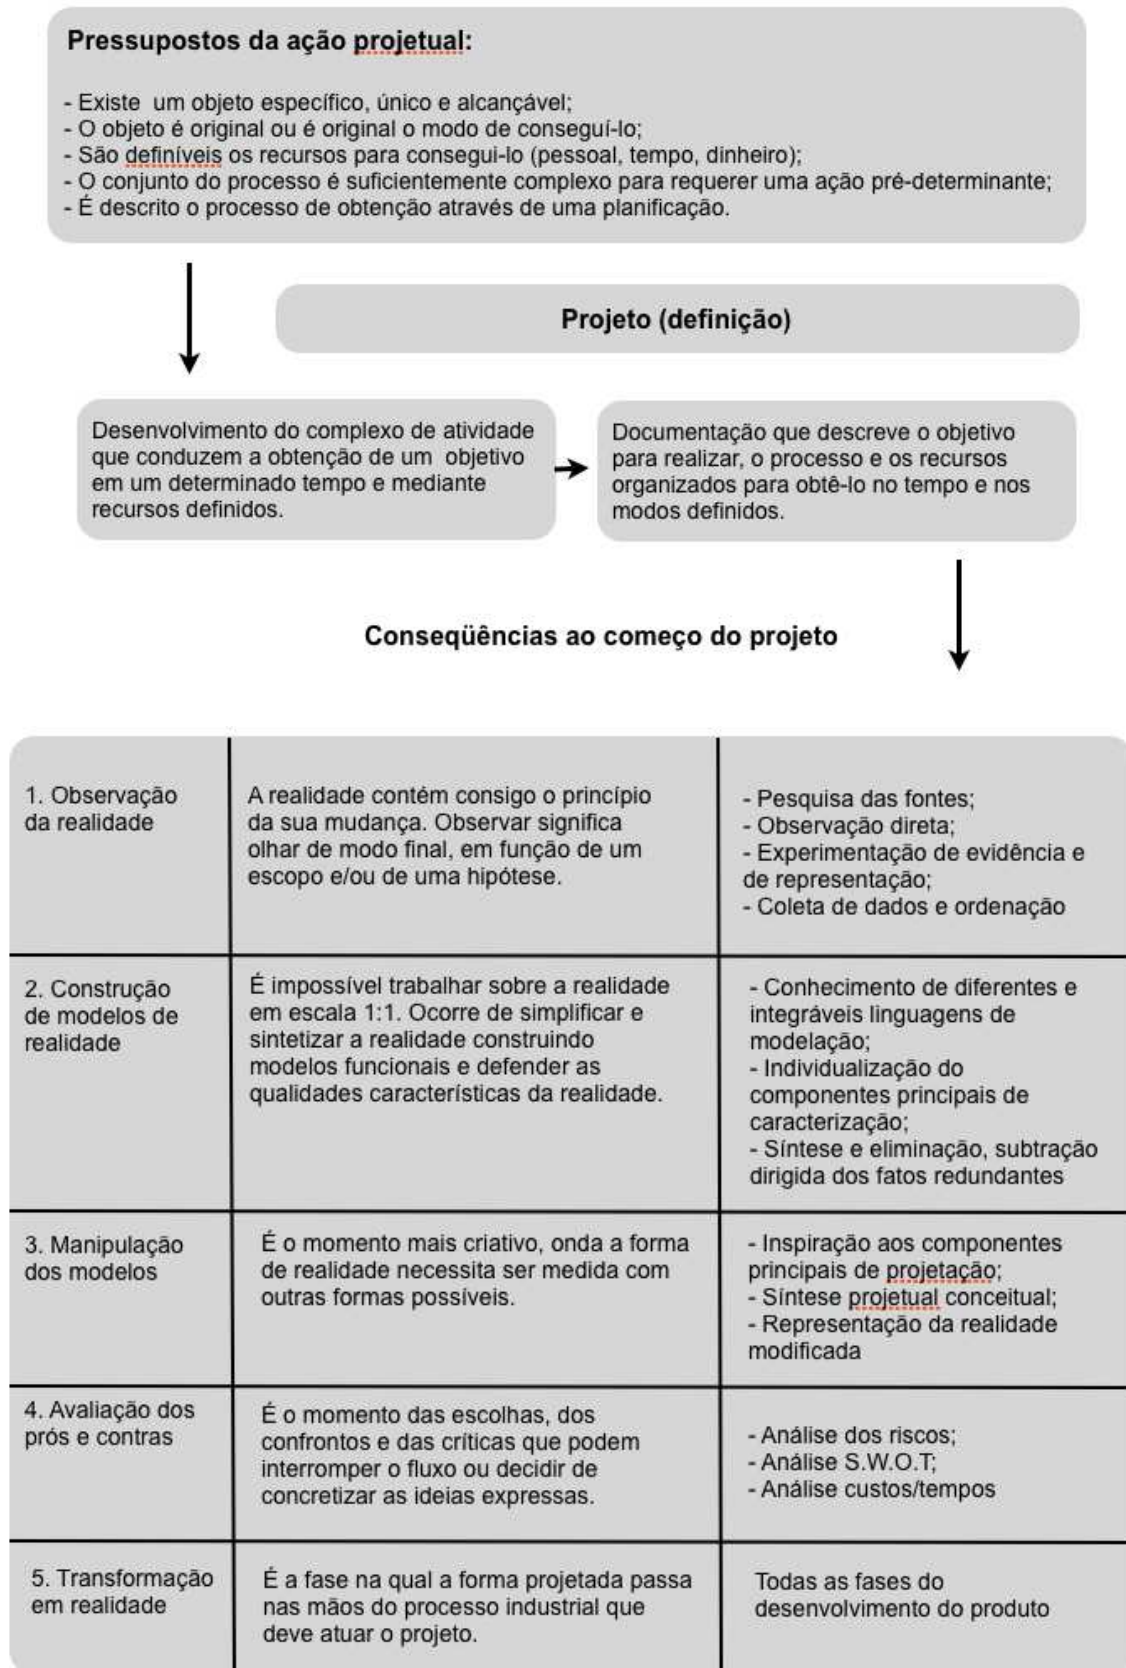 Pressupostos da ação projetual:
- Existe um objeto específico, único e alcançável;
- O objeto é original ou é original o modo de conseguí-lo;
- São definíveis os recursos para consegui-lo (pessoal, tempo, dinheiro);
- O conjunto do processo é suficientemente complexo para requerer uma ação pré-determinante;
- É descrito o processo de obtenção através de uma planificação.
Projeto (definição)
Desenvolvimento do complexo de atividade
que conduzem a obtenção de um objetivo
em um determinado tempo e mediante
recursos definidos.
Documentação que descreve o objetivo
para realizar, o processo e os recursos
organizados para obtê-lo no tempo e nos
modos definidos.
Conseqüências ao começo do projeto
1. Observação
da realidade
A realidade contém consigo o princípio
da sua mudança. Observar significa
olhar de modo final, em função de um
escopo e/ou de uma hipótese.
- Pesquisa das fontes;
- Observação direta;
- Experimentação de evidência e
de representação;
- Coleta de dados e ordenação
2. Construção
de modelos de
realidade
É impossível trabalhar sobre a realidade
em escala 1:1. Ocorre de simplificar e
sintetizar a realidade construindo
modelos funcionais e defender as
qualidades características da realidade.
- Conhecimento de diferentes e
integráveis linguagens de
modelação;
- Individualização do
componentes principais de
caracterização;
- Síntese e eliminação, subtração
dirigida dos fatos redundantes
3. Manipulação
dos modelos
É o momento mais criativo, onda a forma
de realidade necessita ser medida com
outras formas possíveis.
- Inspiração aos componentes
principais de projetação;
- Síntese projetual conceitual;
- Representação da realidade
modificada
4. Avaliação dos
prós e contras
É o momento das escolhas, dos
confrontos e das críticas que podem
interromper o fluxo ou decidir de
concretizar as ideias expressas.
- Análise dos riscos;
- Análise S.W.O.T;
- Análise custos/tempos
5. Transformação
em realidade
É a fase na qual a forma projetada passa
nas mãos do processo industrial que
deve atuar o projeto.
Todas as fases do
desenvolvimento do produto